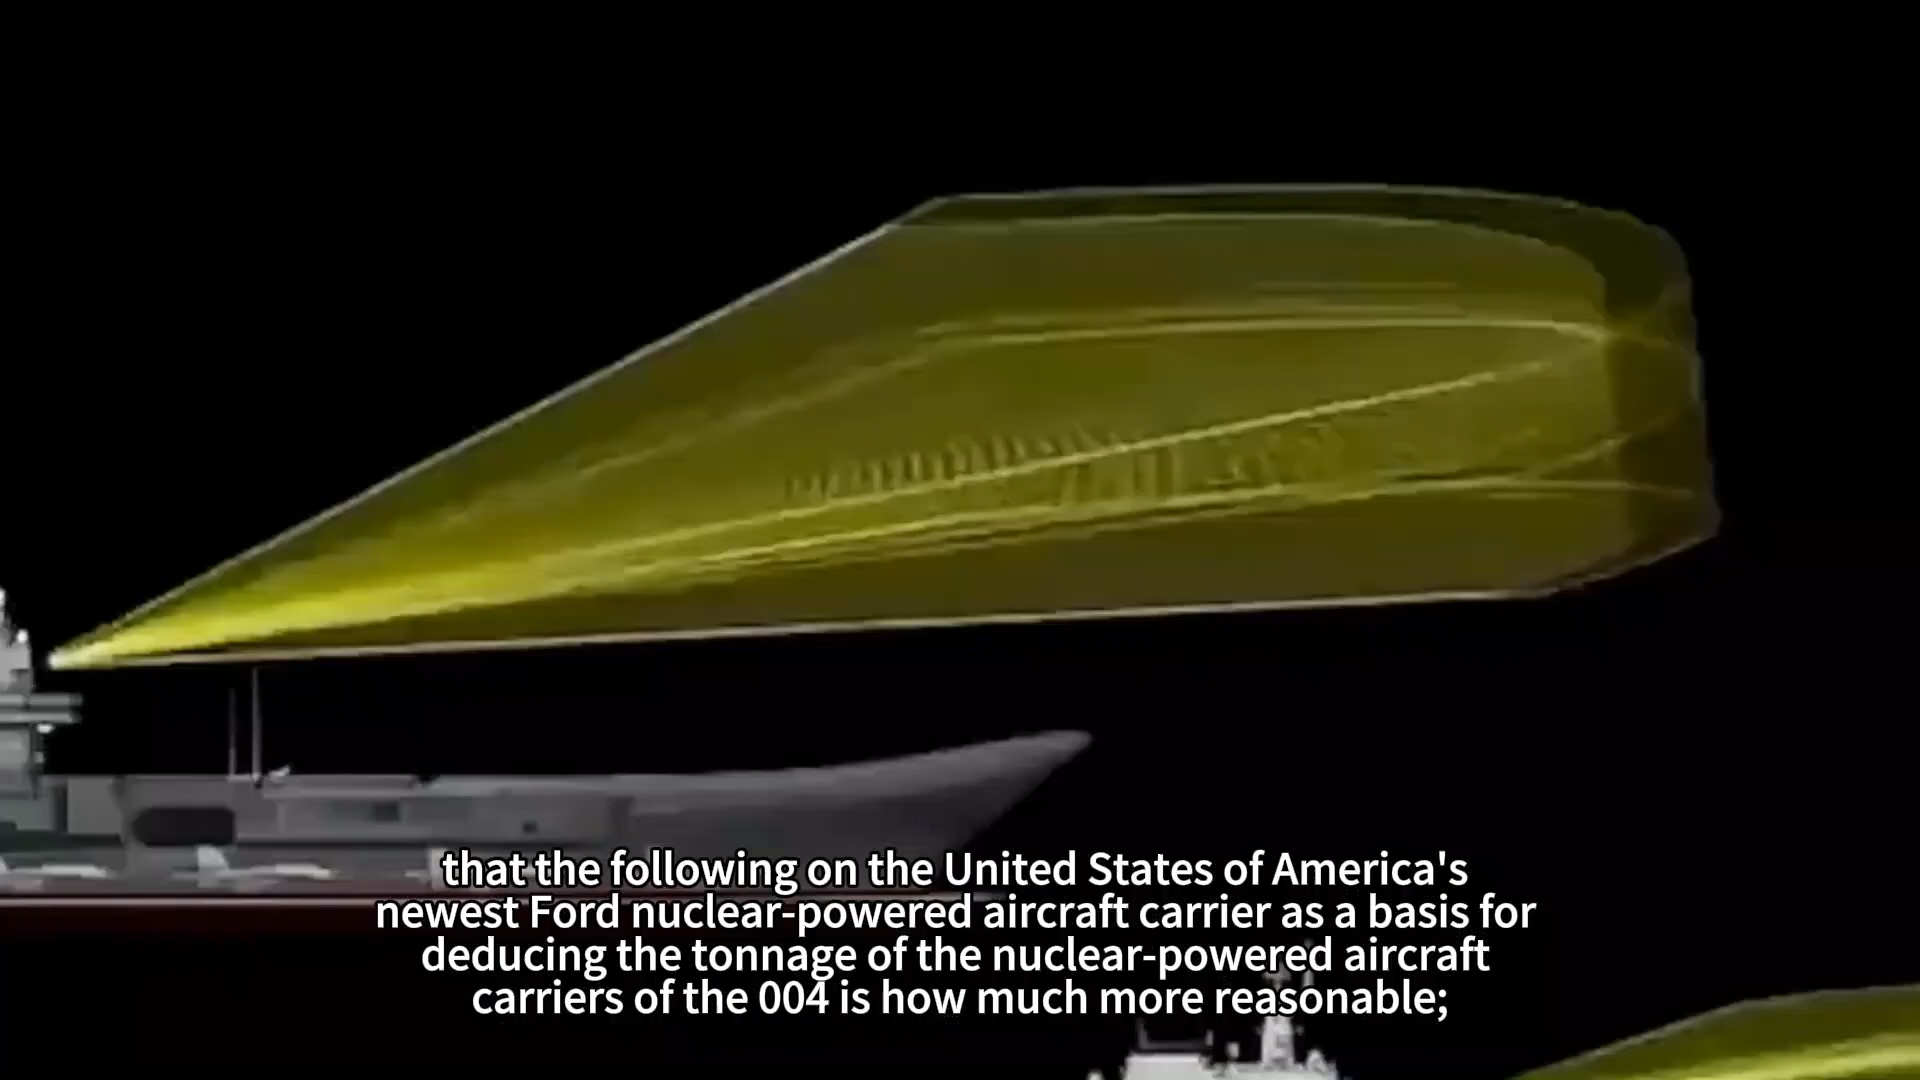 that the following on the United States of America's
newest Ford nuclear-powered aircraft carrier as a basis for
deducing the tonnage of the nuclear-powered aircraft
carriers of the 004 is how much more reasonable;